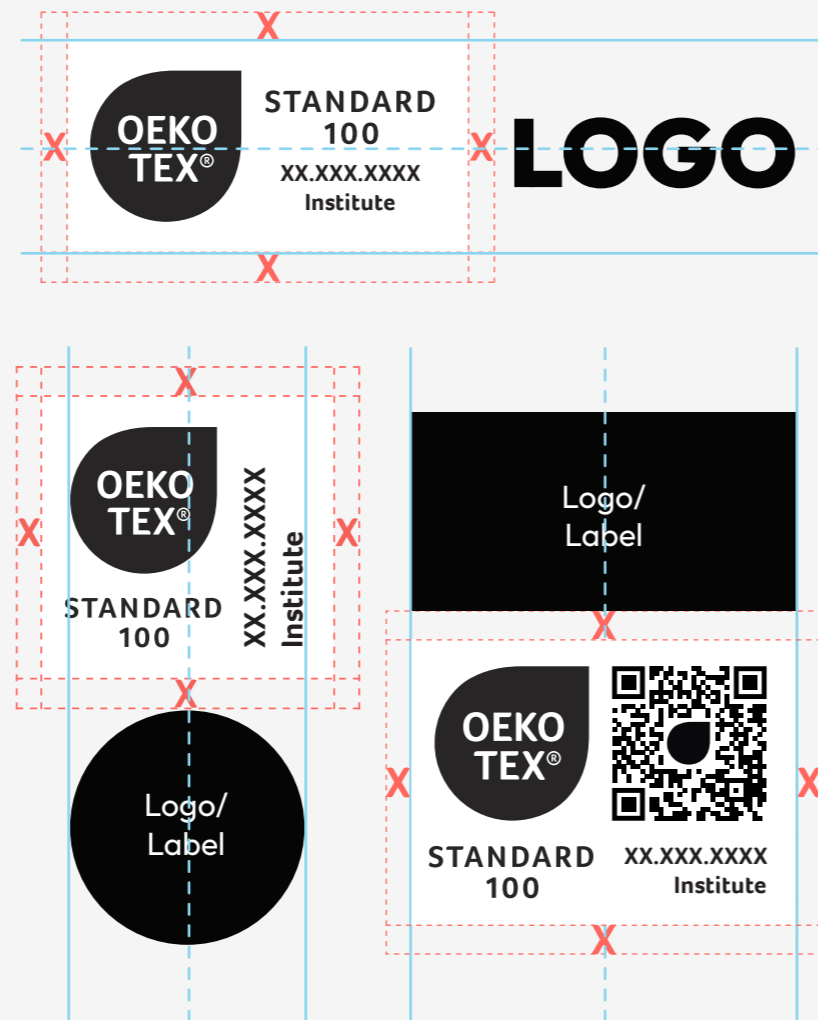 X
OEKO
TEX®
STANDARD
100
XX.XXX.XXXX
Institute
X
X
LOGO
X
X
OEKO
TEX®
STANDARD
100
XX.XXX.XXXX
Institute
X
X
X
Logo/
Label
Logo/
Label
X
OEKO
TEX®
STANDARD
100
XX.XXX.XXXX
Institute
X
X
X